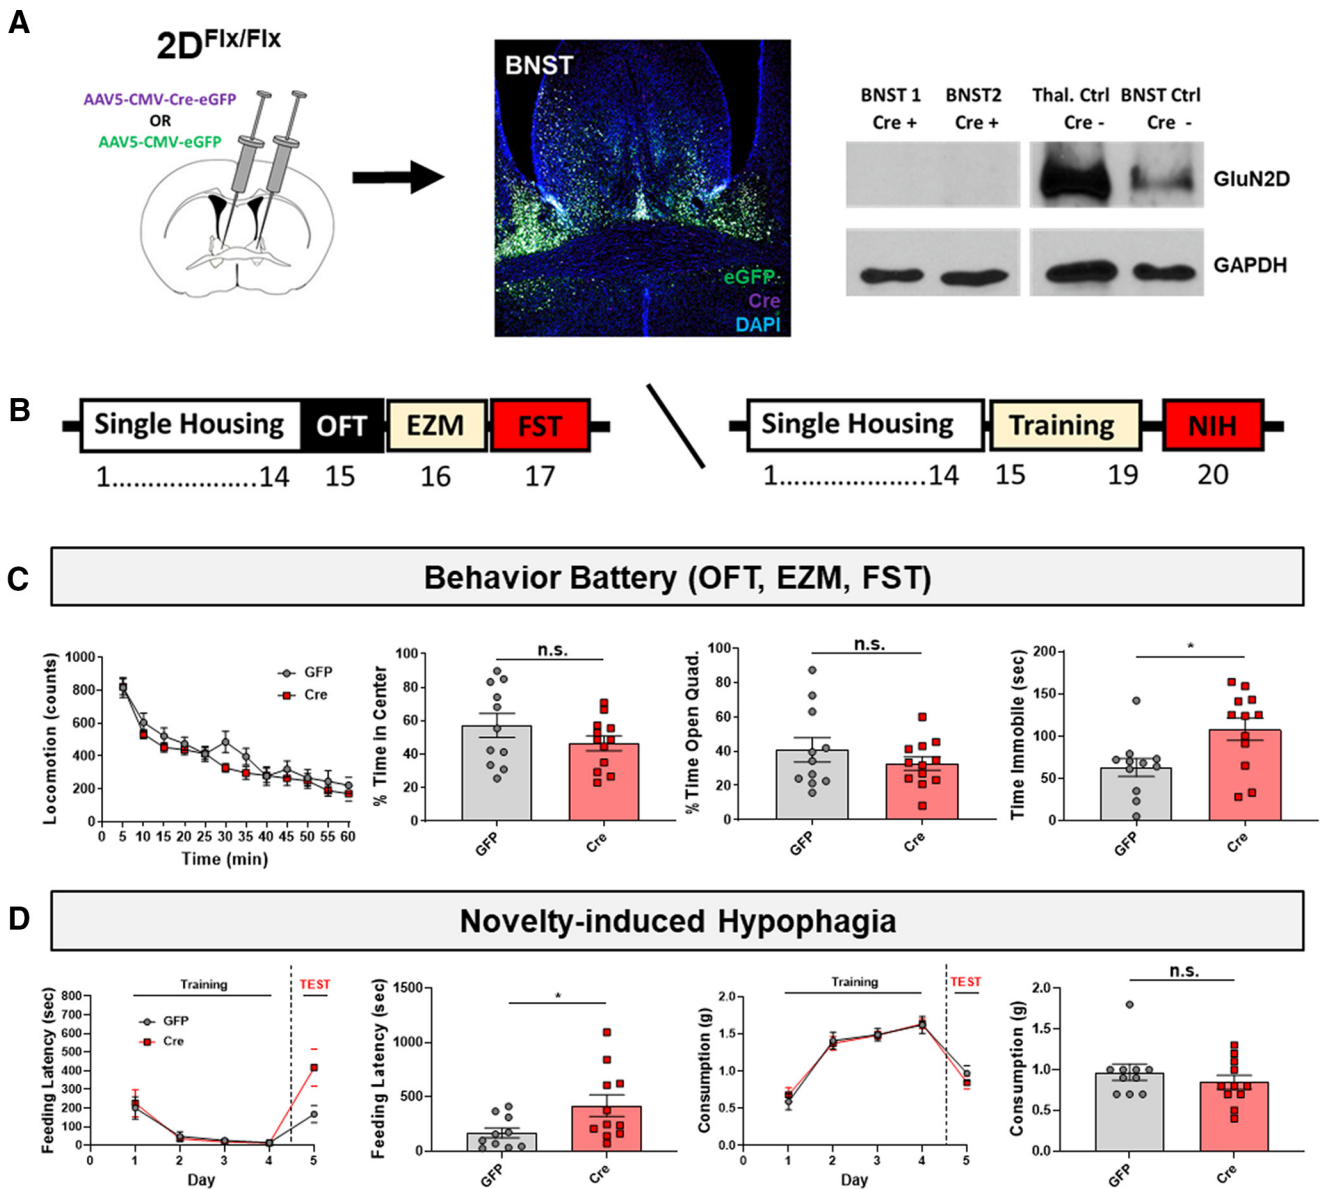 A
2DFlx/Flx
AAV5-CMV-Cre-eGFP
OR
AAV5-CMV-eGFP
BNST
eGFP
Cre
DAPI
BNST 1 BNST2 Thal. Ctrl BNST Ctrl
Cre + Cre + Cre - Cre -
GluN2D
GAPDH
B
Single Housing OFT EZM FST
1.......................14 15 16 17
Single Housing Training NIH
1.......................14 15 19 20
C
Behavior Battery (OFT, EZM, FST)
Locomotion (counts)
1000
800
600
400
200
0
0 5 10 15 20 25 30 35 40 45 50 55 60
Time (min)
GFP
Cre
% Time in Center
100
80
60
40
20
0
n.s.
GFP Cre
% Time Open Quad.
100
80
60
40
20
0
n.s.
GFP Cre
Time Immobile (sec)
200
150
100
50
0
*
GFP Cre
D
Novelty-induced Hypophagia
Feeding Latency (sec)
800
700
600
500
400
300
200
100
0
Training TEST
GFP
Cre
0 1 2 3 4 5
Day
Feeding Latency (sec)
1500
1000
500
0
*
GFP Cre
Consumption (g)
2.0
1.5
1.0
0.5
0.0
Training TEST
0 1 2 3 4 5
Day
Consumption (g)
2.0
1.5
1.0
0.5
0.0
n.s.
GFP Cre